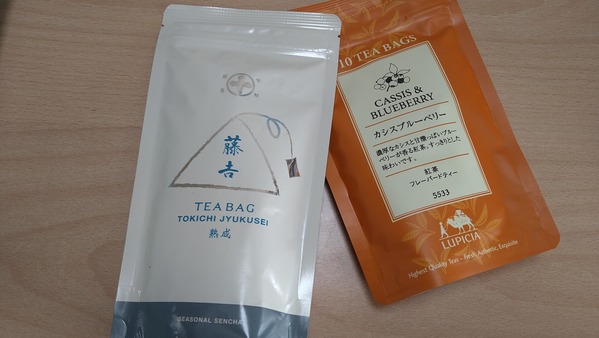 藤吉
TEA BAG
TOKICHI JYUKUSEI
熟成
SEASONAL SENCHA
10 TEA BAGS
CASSIS &
BLUEBERRY
カシスブルーベリー
濃厚なカシスと甘酸っぱいブルー
ベリーが香る紅茶。すっきりとした
味わいです。
紅茶
フレーバードティー
5533
LUPICIA
Highest Quality Teas - Fresh, Authentic, Exquisite